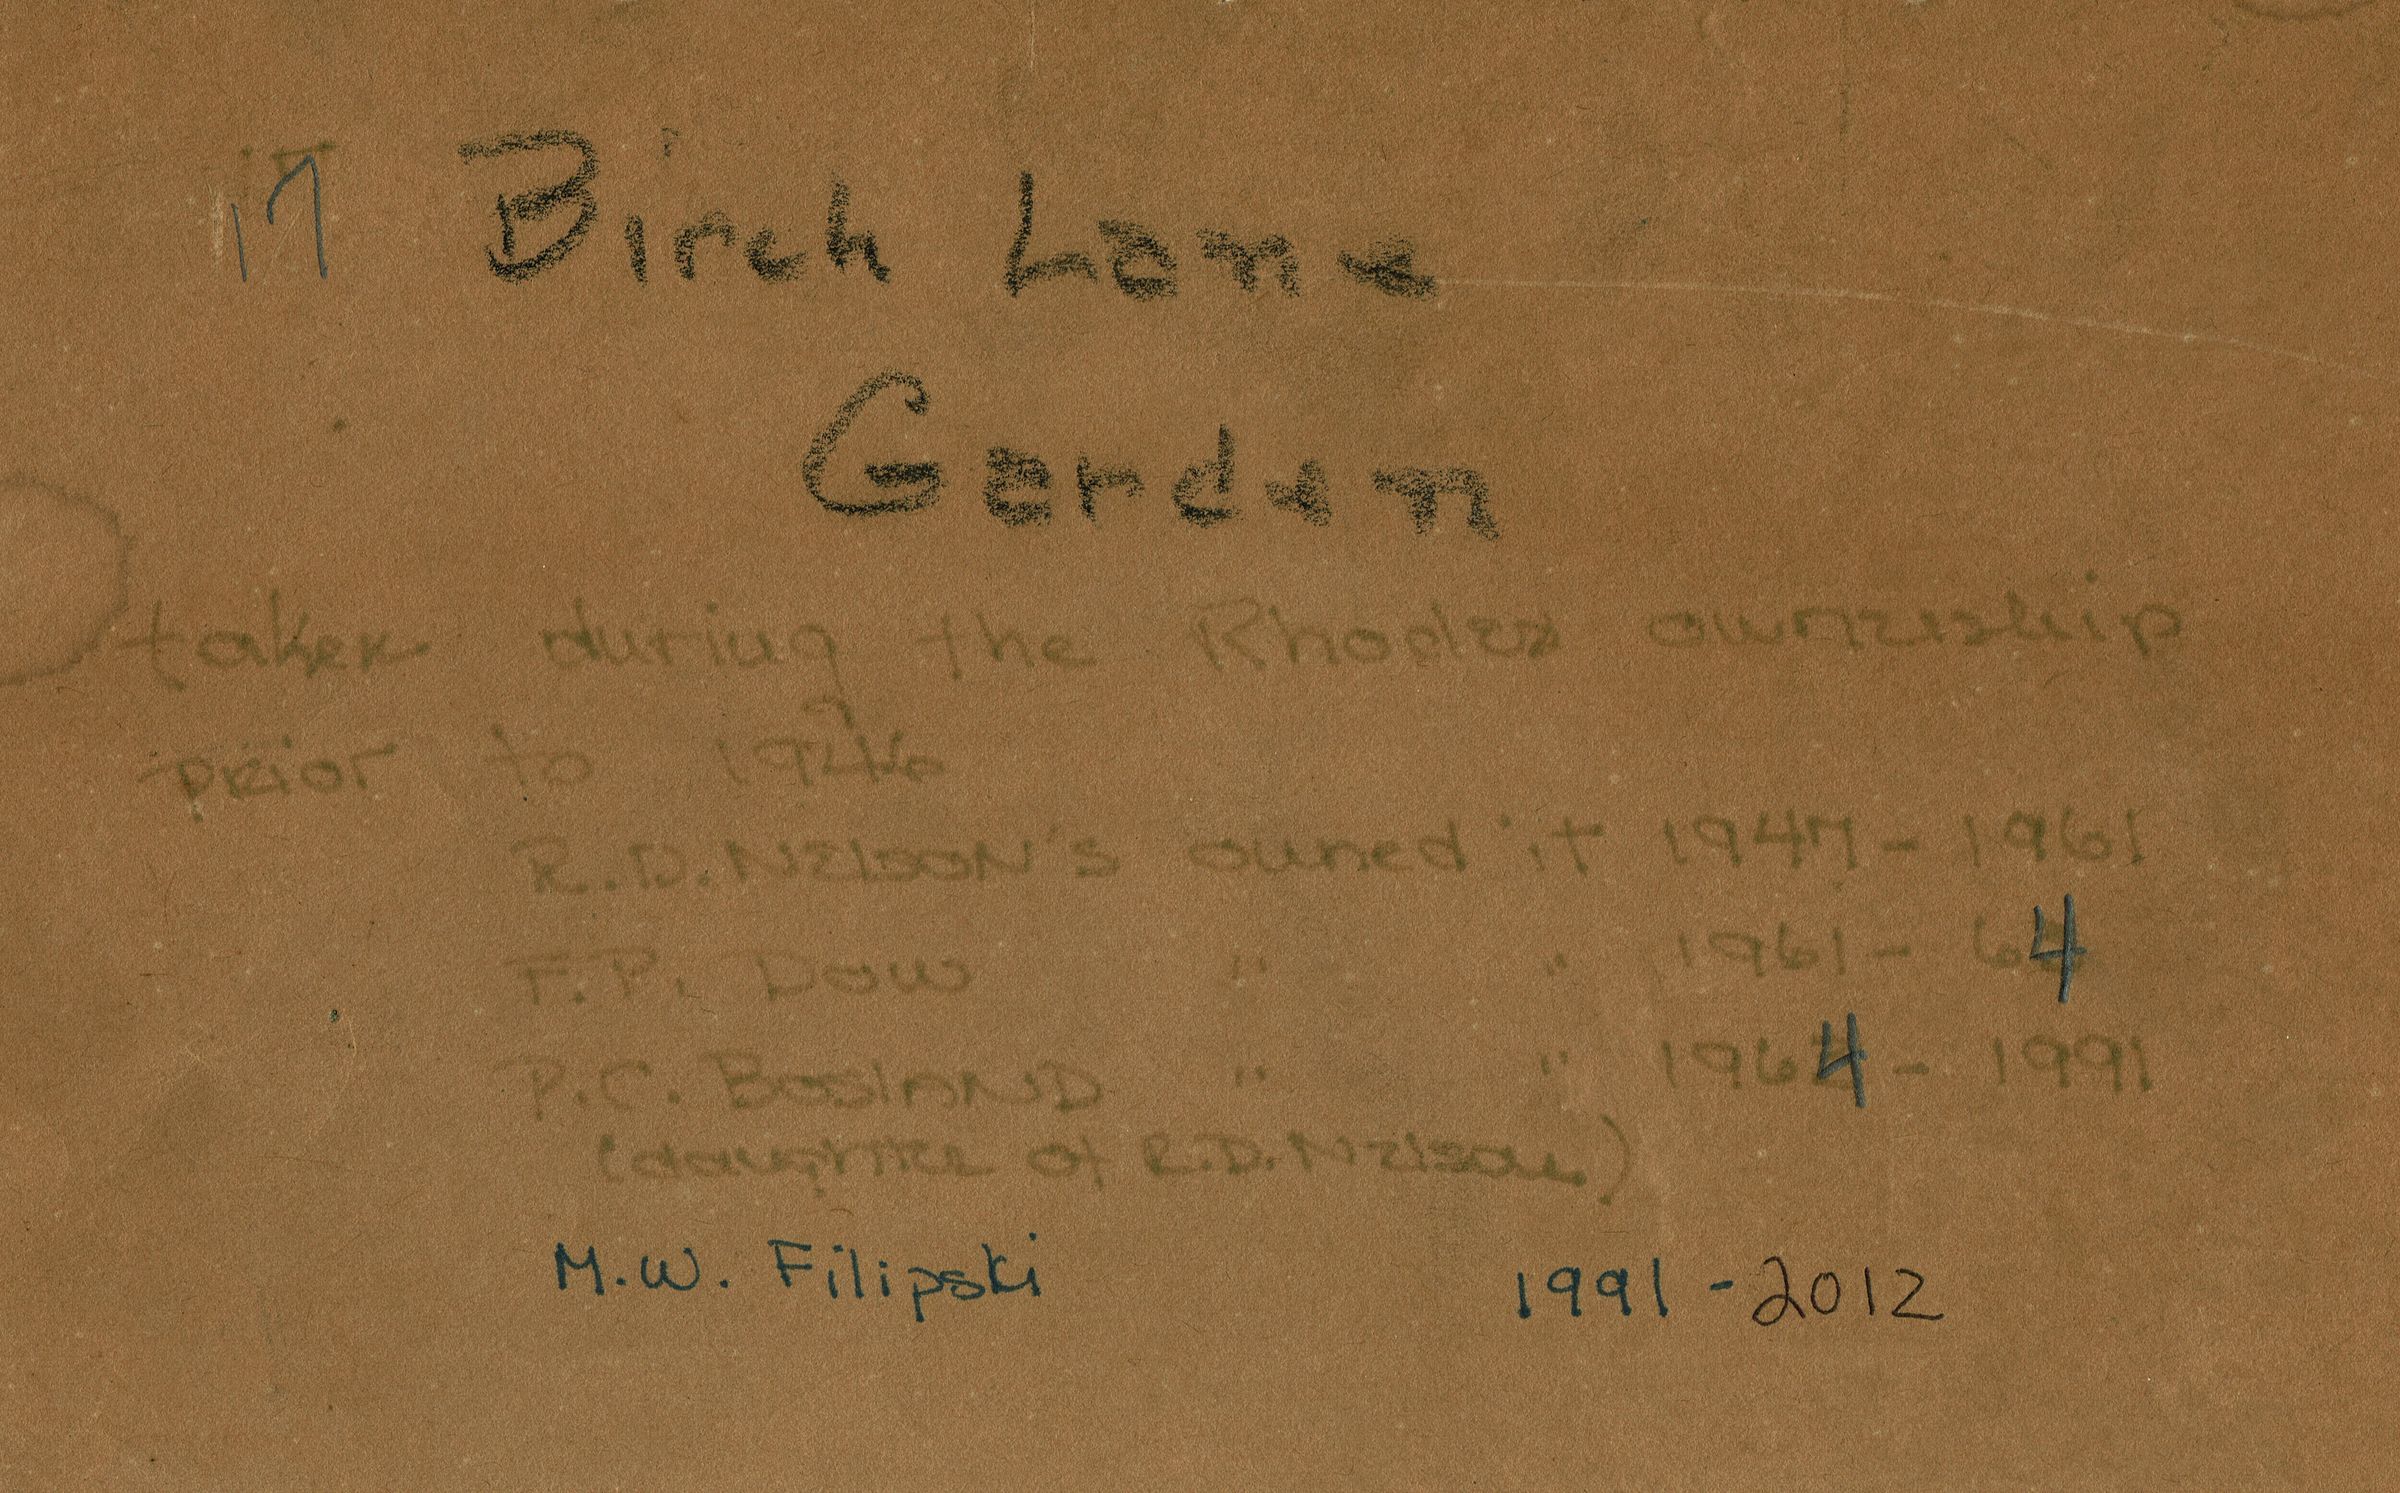 17 Birch Lane
Garden
taken during the Rhodes ownership
prior to 1946
R.D. Nelson's owned it 1947 - 1961
F.P. Dow " " 1961 - 64
P.C. BoslAND " " 1964 - 1991
(daughter of R.D. Nelson)
M.W. Filipski 1991 - 2012